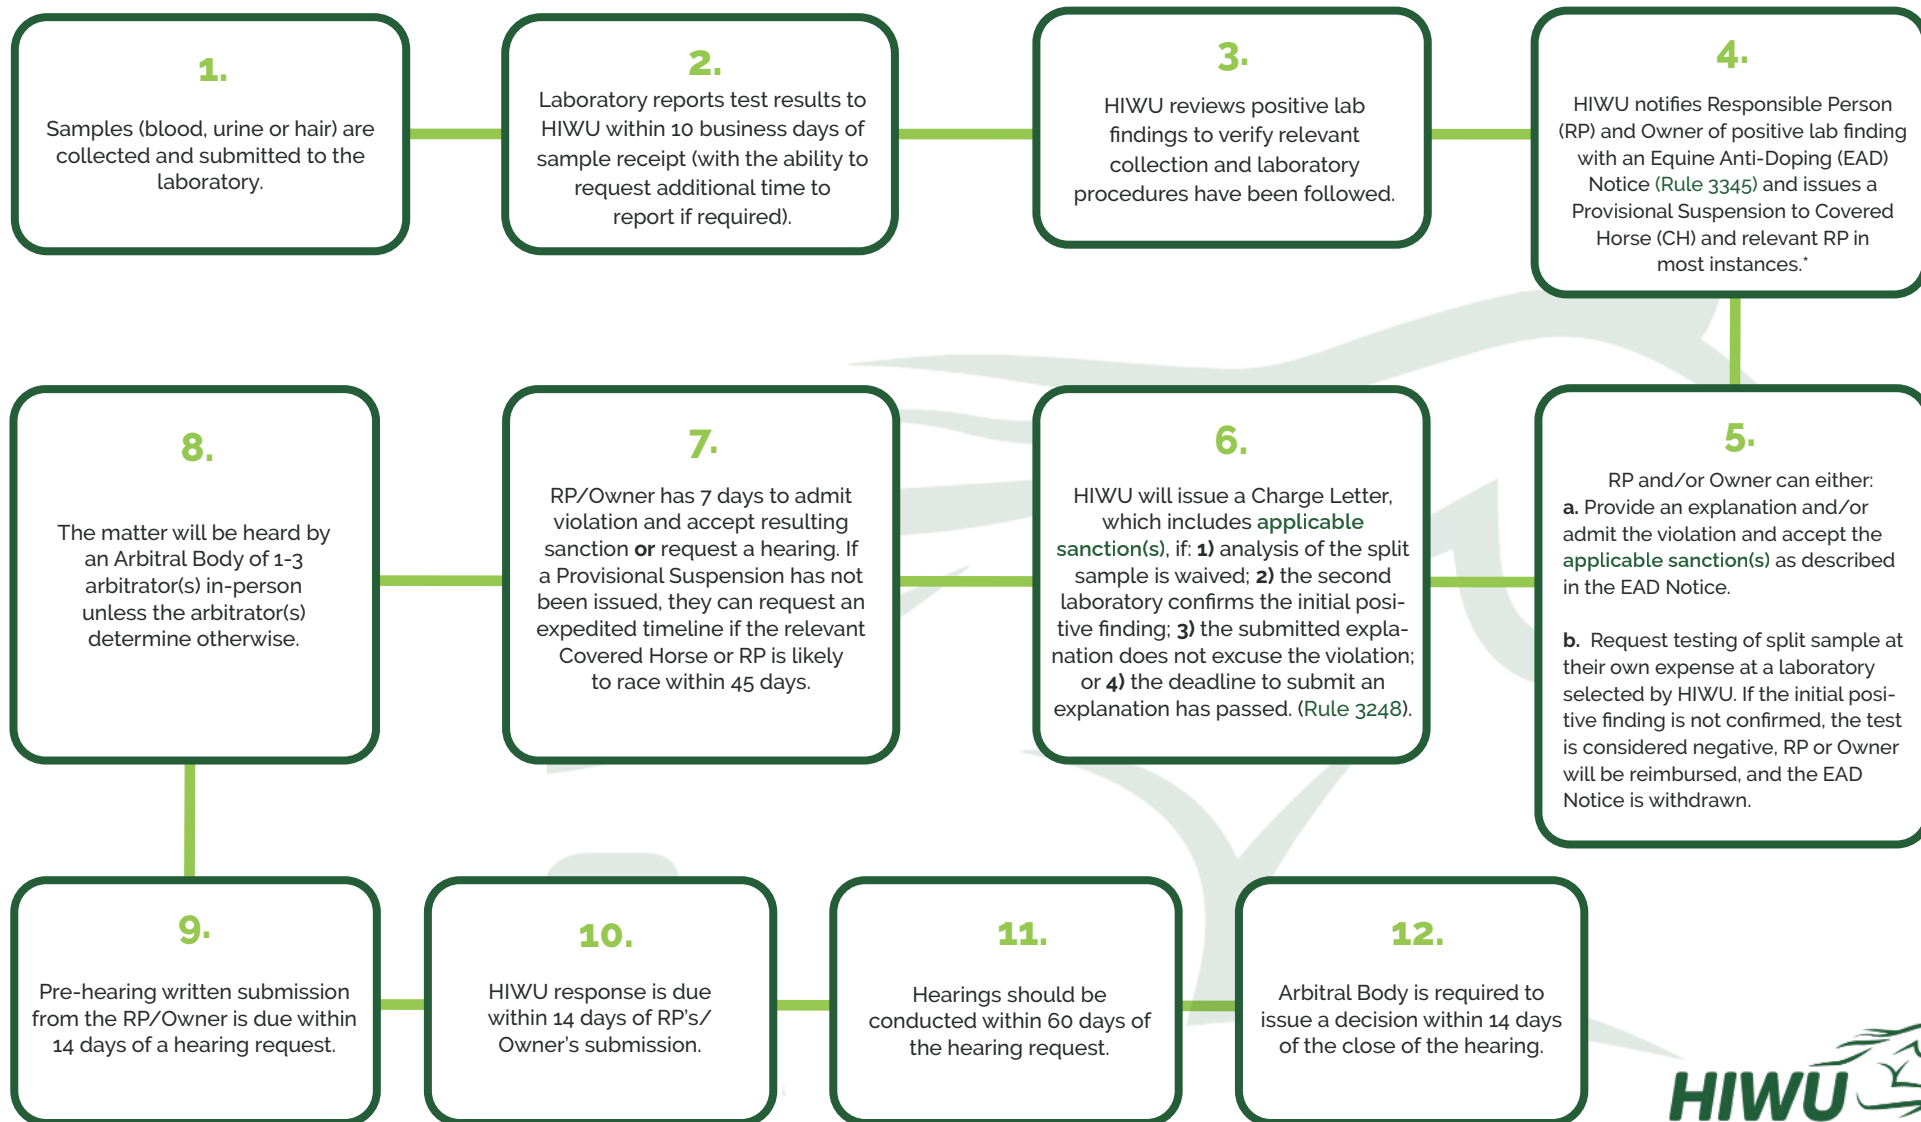 1.
Samples (blood, urine or hair) are
collected and submitted to the
laboratory.
2.
Laboratory reports test results to
HIWU within 10 business days of
sample receipt (with the ability to
request additional time to
report if required).
3.
HIWU reviews positive lab
findings to verify relevant
collection and laboratory
procedures have been followed.
4.
HIWU notifies Responsible Person
(RP) and Owner of positive lab finding
with an Equine Anti-Doping (EAD)
Notice (Rule 3345) and issues a
Provisional Suspension to Covered
Horse (CH) and relevant RP in
most instances.*
5.
RP and/or Owner can either:
a. Provide an explanation and/or
admit the violation and accept the
applicable sanction(s) as described
in the EAD Notice.
b. Request testing of split sample at
their own expense at a laboratory
selected by HIWU. If the initial posi-
tive finding is not confirmed, the test
is considered negative, RP or Owner
will be reimbursed, and the EAD
Notice is withdrawn.
6.
HIWU will issue a Charge Letter,
which includes applicable
sanction(s), if: 1) analysis of the split
sample is waived; 2) the second
laboratory confirms the initial posi-
tive finding; 3) the submitted expla-
nation does not excuse the violation;
or 4) the deadline to submit an
explanation has passed. (Rule 3248).
7.
RP/Owner has 7 days to admit
violation and accept resulting
sanction or request a hearing. If
a Provisional Suspension has not
been issued, they can request an
expedited timeline if the relevant
Covered Horse or RP is likely
to race within 45 days.
8.
The matter will be heard by
an Arbitral Body of 1-3
arbitrator(s) in-person
unless the arbitrator(s)
determine otherwise.
9.
Pre-hearing written submission
from the RP/Owner is due within
14 days of a hearing request.
10.
HIWU response is due
within 14 days of RP's/
Owner's submission.
11.
Hearings should be
conducted within 60 days of
the hearing request.
12.
Arbitral Body is required to
issue a decision within 14 days
of the close of the hearing.
HIWU